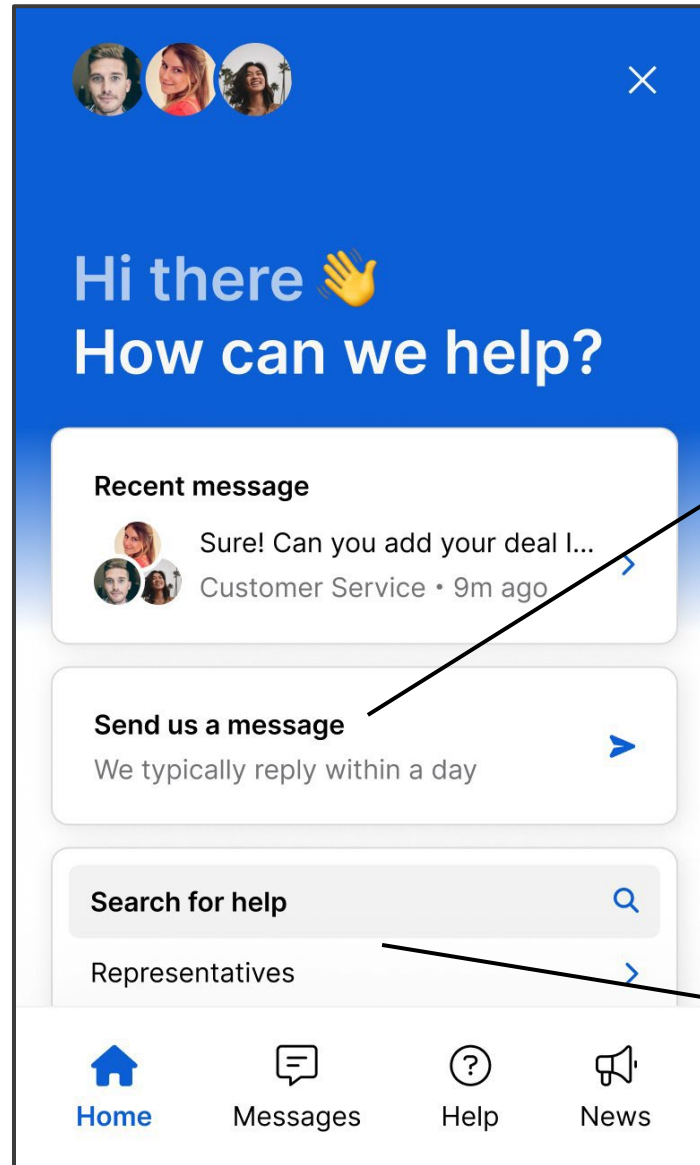 Hi there 👋
How can we help?
Recent message
Sure! Can you add your deal I...
Customer Service • 9m ago
Send us a message
We typically reply within a day
Search for help
Representatives
Home
Messages
Help
News